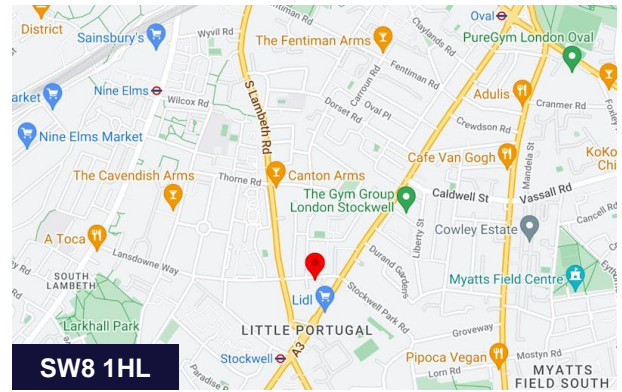 District
Sainsbury's
Wyvil Rd
The Fentiman Arms
Oval
Claylands Rd
PureGym London Oval
Fentiman Rd
Nine Elms
Wilcox Rd
S Lambeth Rd
Carroun Rd
Dorset Rd
Oval Pl
Adulis
Cranmer Rd
Foxley
arket
Nine Elms Market
Crewdson Rd
Mandela St
Cafe Van Gogh
KoKo
Chi
The Cavendish Arms
Thorne Rd
Canton Arms
The Gym Group
London Stockwell
Caldwell St
Vassall Rd
Cancell Rd
Liberty St
Cowley Estate
A Toca
Lansdowne Way
Durand Gardens
SOUTH
LAMBETH
Myatts Field Centre
Lidl
Stockwell Park Rd
Larkhall Park
LITTLE PORTUGAL
Groveway
A3
Stockwell
Mostyn Rd
Pipoca Vegan
Lorn Rd
MYATTS
FIELD SOUTH
SW8 1HL